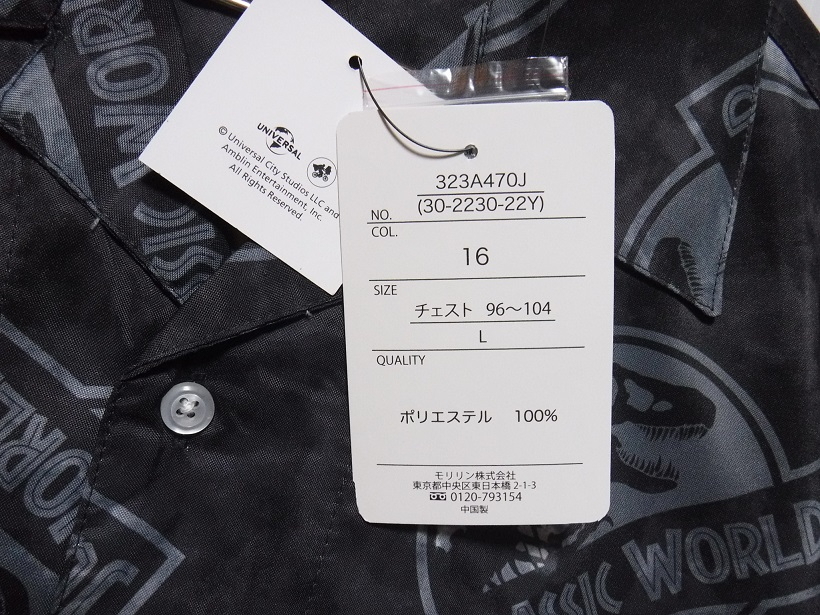 UNIVERSAL
© Universal City Studios LLC and
Amblin Entertainment, Inc.
All Rights Reserved.
323A470J
NO. (30-2230-22Y)
COL.
16
SIZE
チェスト 96〜104
L
QUALITY
ポリエステル 100%
モリリン株式会社
東京都中央区東日本橋 2-1-3
0120-793154
中国製
ASSIC WORLD
SSIC WOR